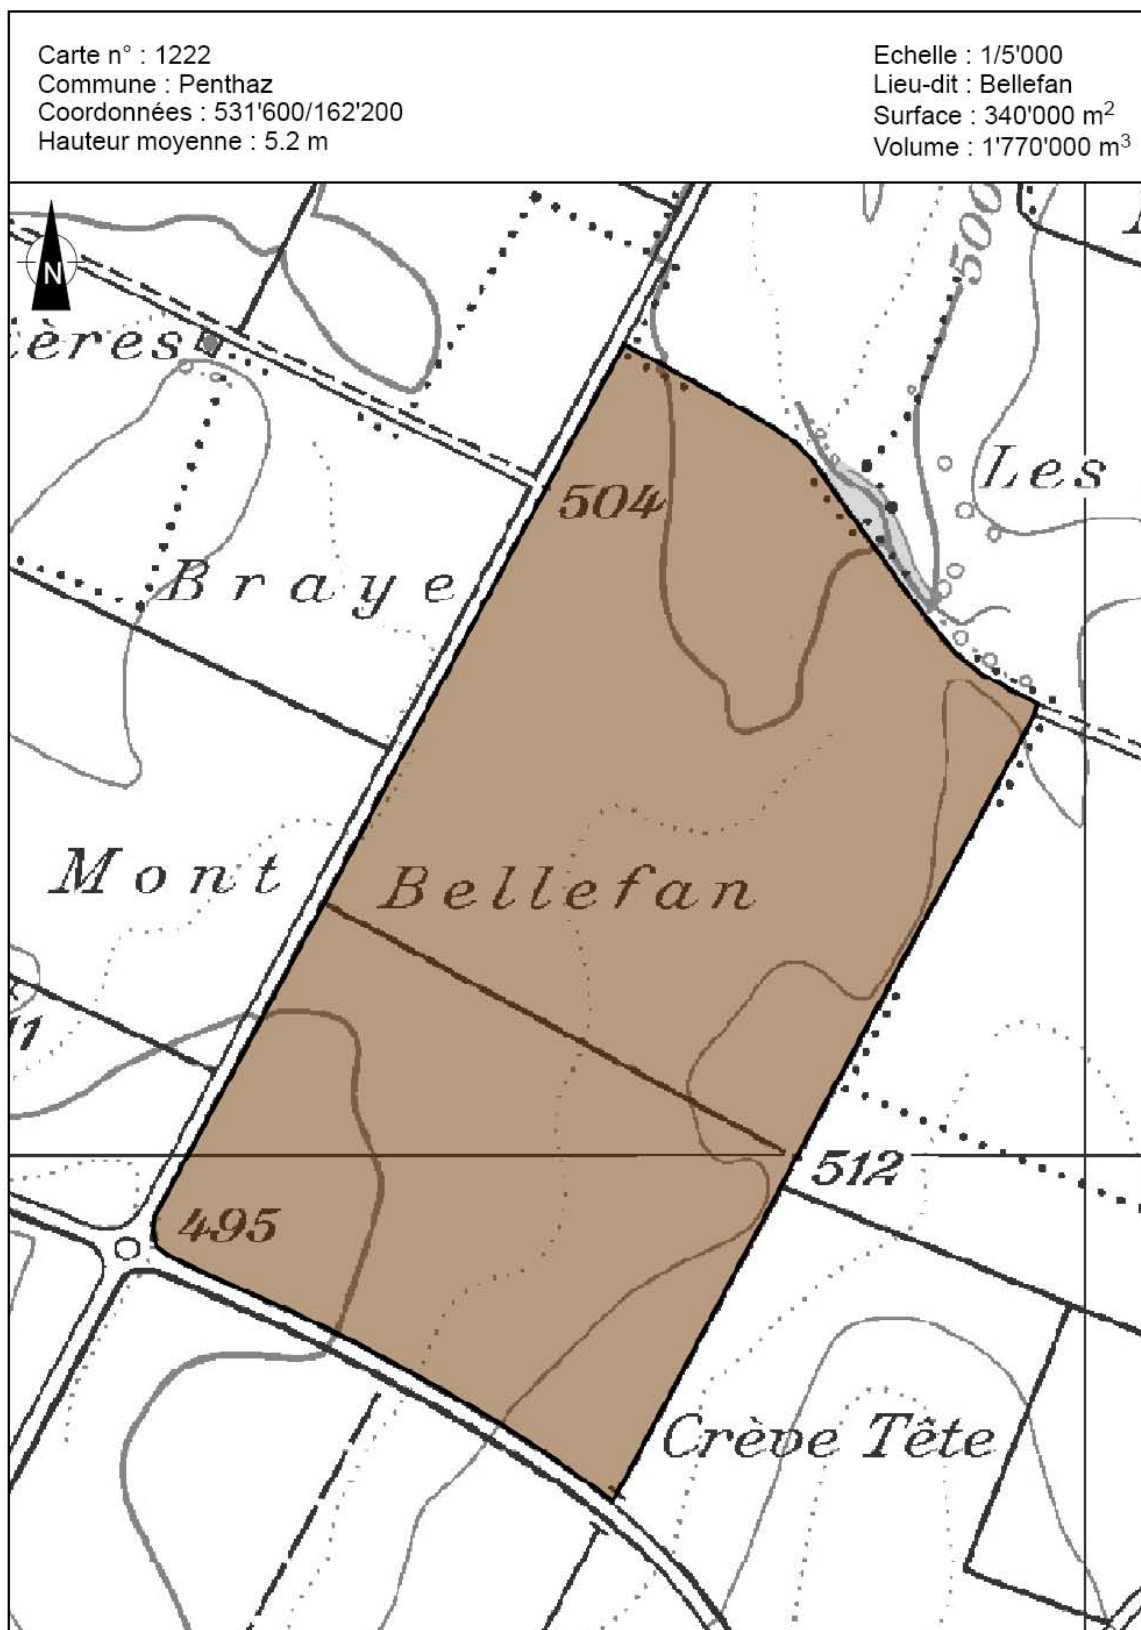 Carte n° : 1222
Commune : Penthaz
Coordonnées : 531'600/162'200
Hauteur moyenne : 5.2 m
Echelle : 1/5'000
Lieu-dit : Bellefan
Surface : 340'000 m²
Volume : 1'770'000 m³
N
500
ères
Les
504
Braye
Mont
Bellefan
11
512
495
Crève Tête